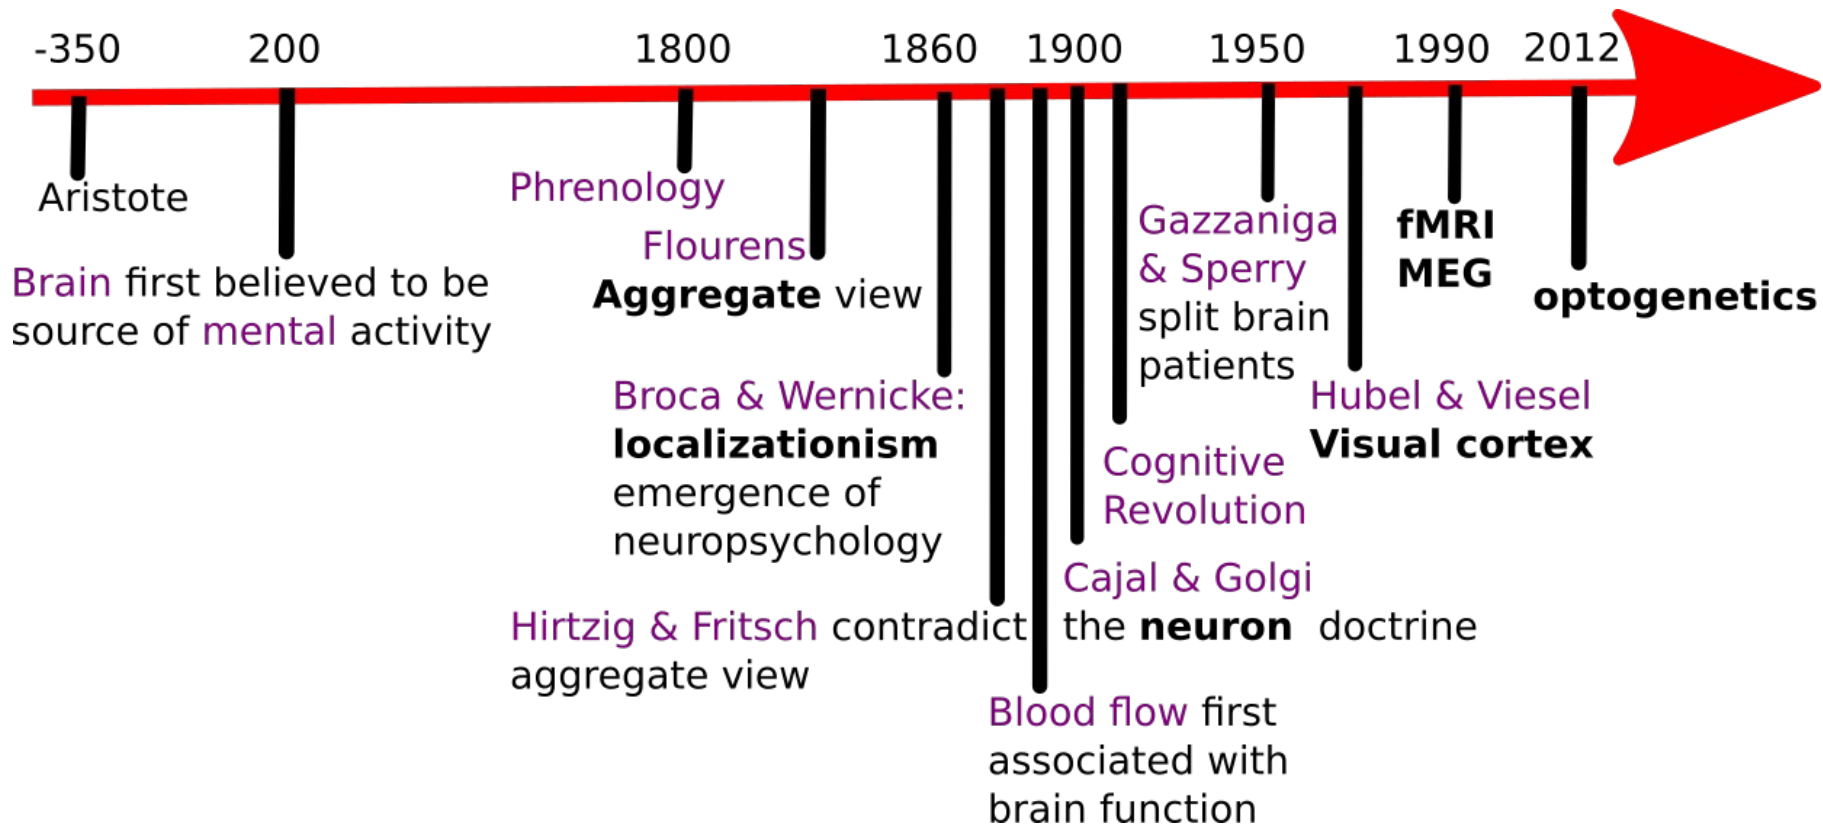 -350
200
1800
1860
1900
1950
1990
2012
Aristote
Brain first believed to be
source of mental activity
Phrenology
Flourens
Aggregate view
Broca & Wernicke:
localizationism
emergence of
neuropsychology
Hirtzig & Fritsch contradict
aggregate view
Blood flow first
associated with
brain function
Cajal & Golgi
the neuron doctrine
Cognitive
Revolution
Gazzaniga
& Sperry
split brain
patients
Hubel & Viesel
Visual cortex
fMRI
MEG
optogenetics